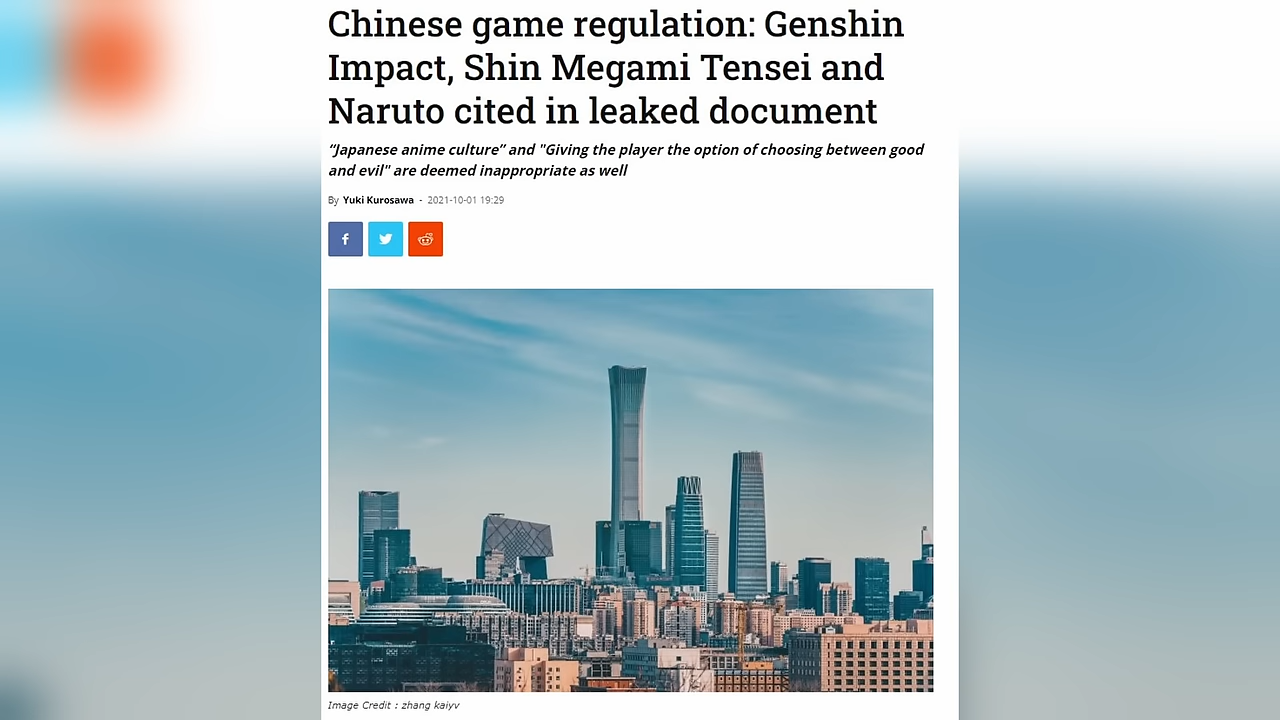 Chinese game regulation: Genshin
Impact, Shin Megami Tensei and
Naruto cited in leaked document
“Japanese anime culture” and "Giving the player the option of choosing between good
and evil" are deemed inappropriate as well
By Yuki Kurosawa - 2021-10-01 19:29
Image Credit : zhang kaiyv